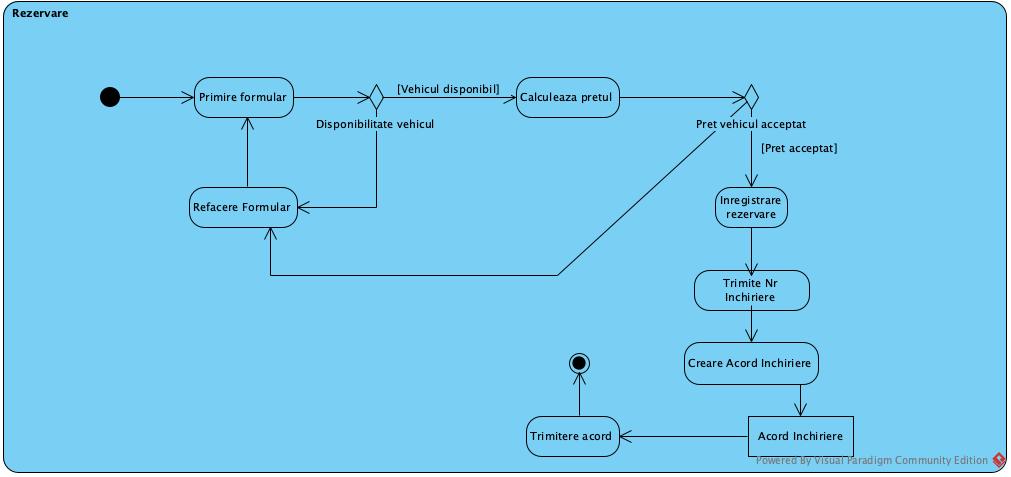 Rezervare
Primire formular
[Vehicul disponibil]
Calculeaza pretul
Disponibilitate vehicul
Pret vehicul acceptat
[Pret acceptat]
Refacere Formular
Inregistrare
rezervare
Trimite Nr
Inchiriere
Creare Acord Inchiriere
Trimitere acord
Acord Inchiriere
Powered By Visual Paradigm Community Edition